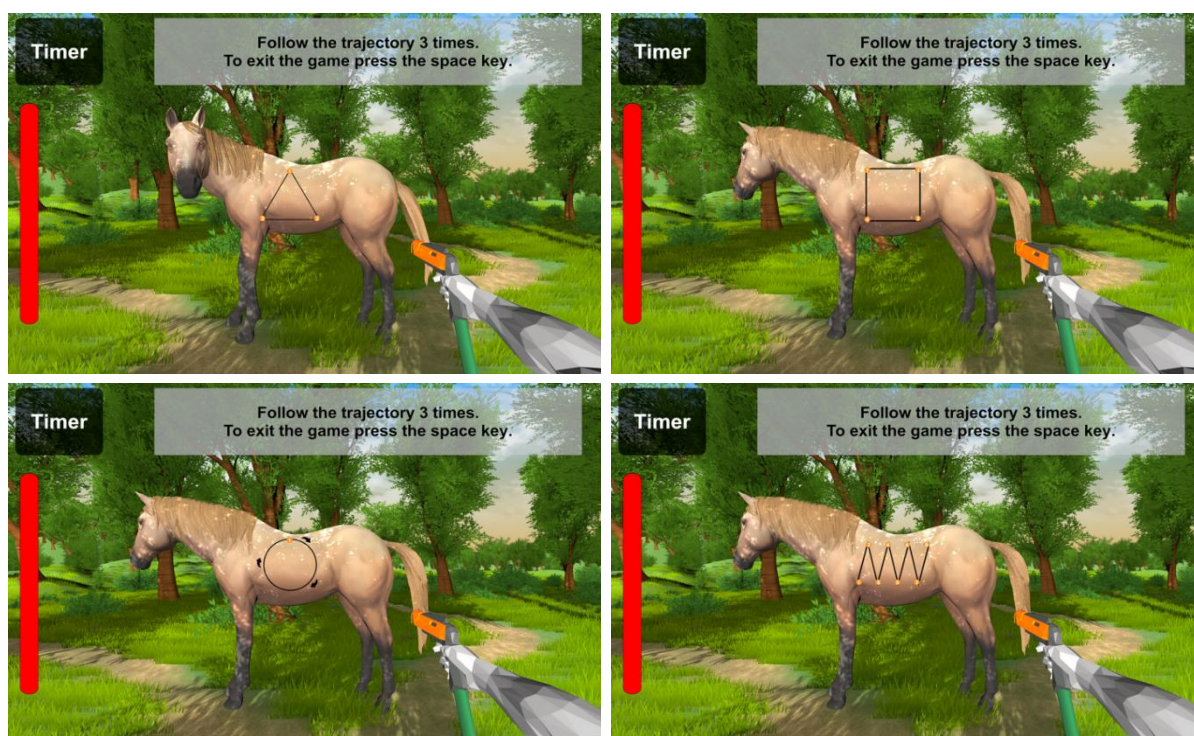 Timer
Follow the trajectory 3 times.
To exit the game press the space key.
Timer
Follow the trajectory 3 times.
To exit the game press the space key.
Timer
Follow the trajectory 3 times.
To exit the game press the space key.
Timer
Follow the trajectory 3 times.
To exit the game press the space key.